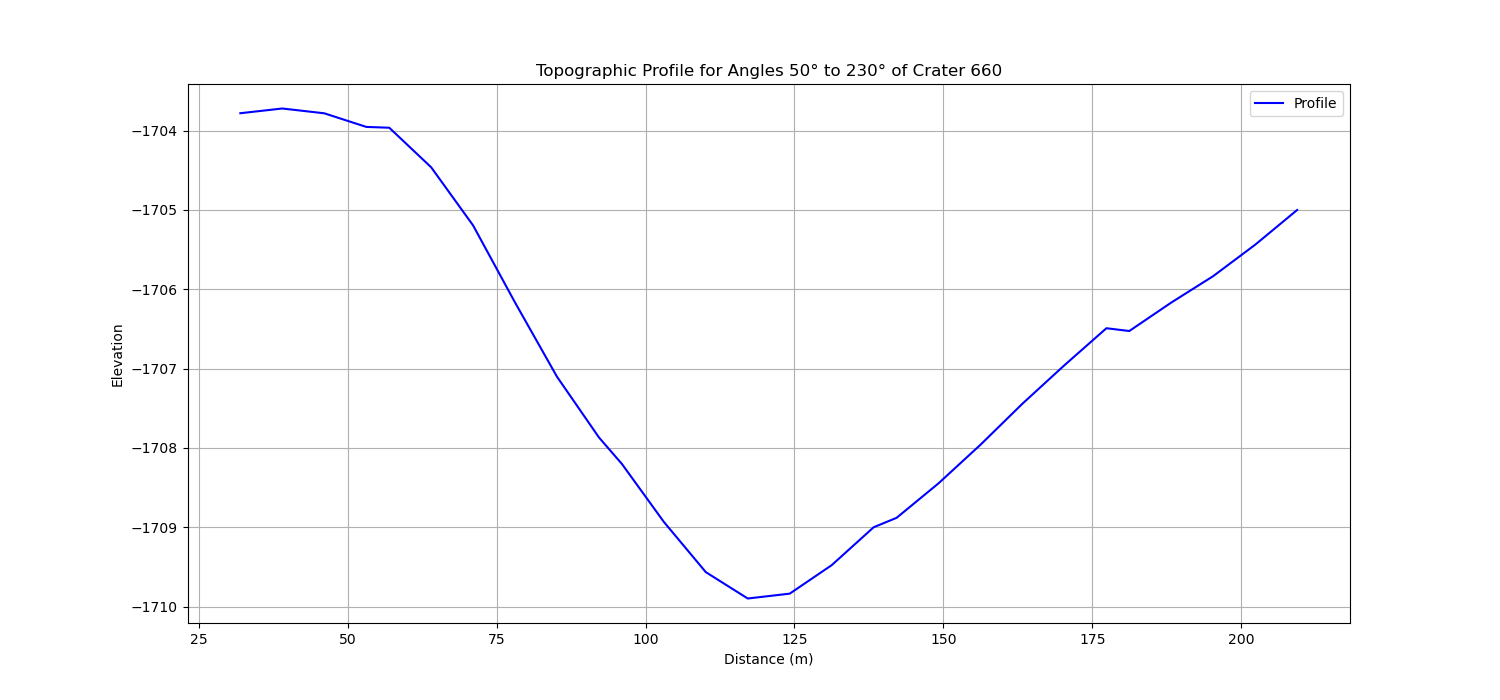 Topographic Profile for Angles 50° to 230° of Crater 660
Profile
−1704
−1705
−1706
−1707
−1708
−1709
−1710
Elevation
25 50 75 100 125 150 175 200
Distance (m)